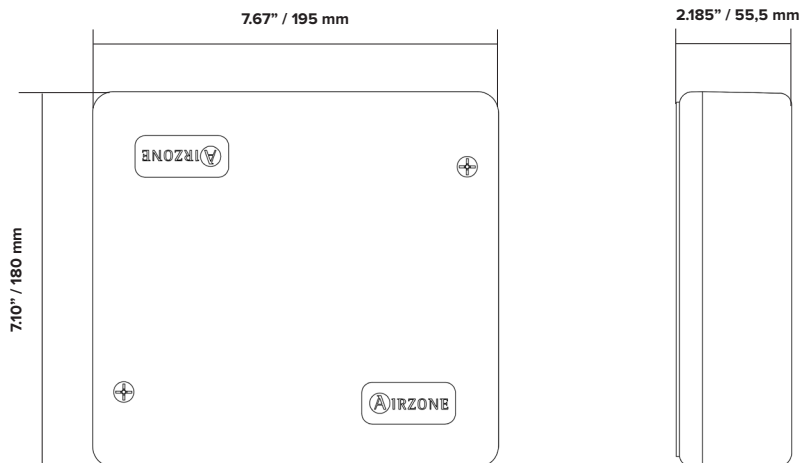 7.67” / 195 mm
2.185” / 55,5 mm
AIRZONE
7.10” / 180 mm
AIRZONE